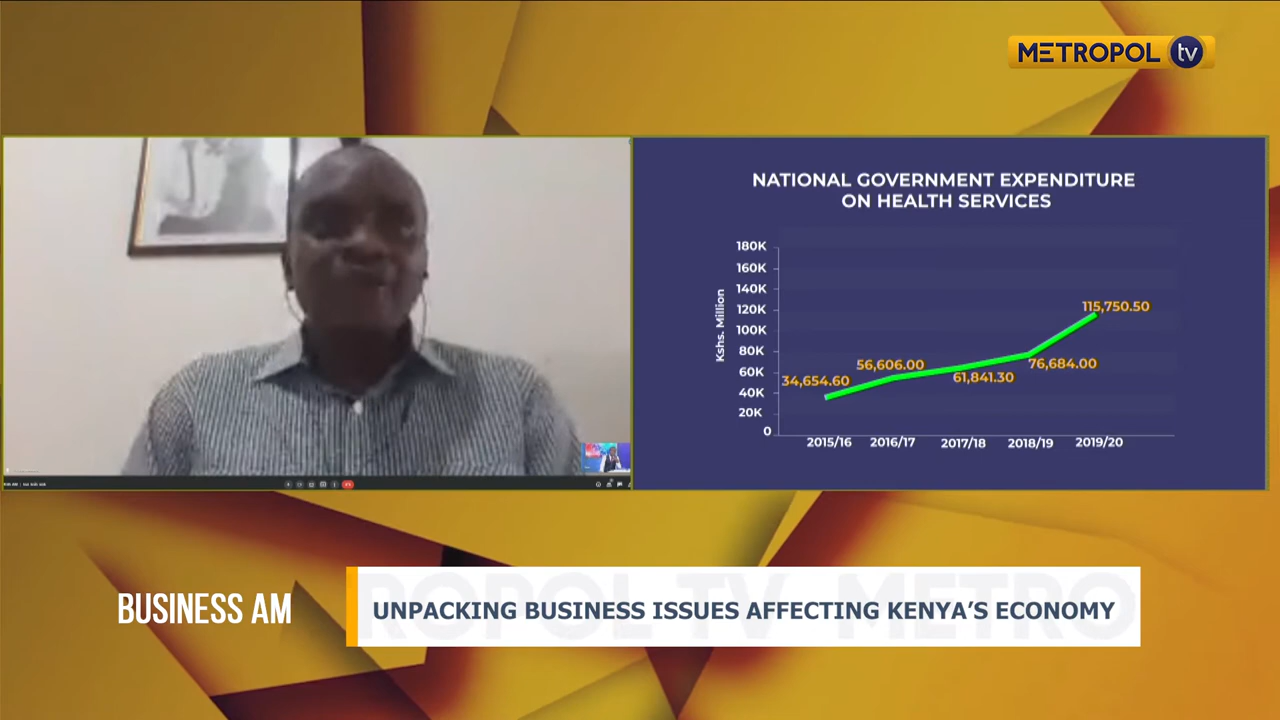 METROPOL tv
NATIONAL GOVERNMENT EXPENDITURE
ON HEALTH SERVICES
Kshs. Million
180K
160K
140K
120K
100K
80K
60K
40K
20K
0
34,654.60
56,606.00
61,841.30
76,684.00
115,750.50
2015/16
2016/17
2017/18
2018/19
2019/20
BUSINESS AM
UNPACKING BUSINESS ISSUES AFFECTING KENYA'S ECONOMY